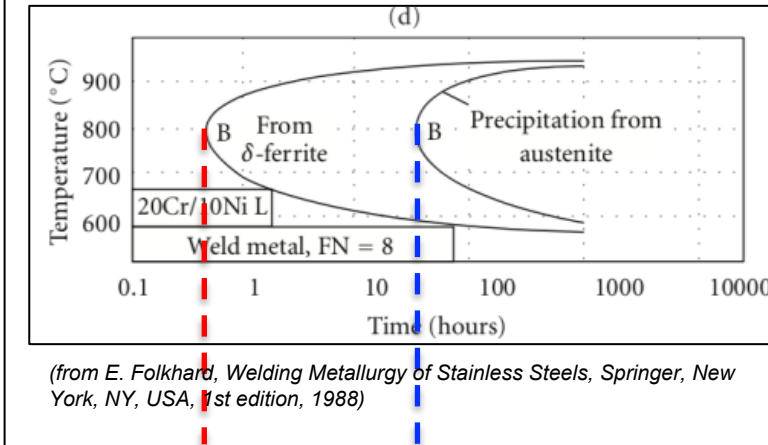 (d)
Temperature (°C)
900
800
700
600
B
From
δ-ferrite
B
Precipitation from
austenite
20Cr/10Ni L
Weld metal, FN = 8
0.1 1 10 100 1000 10000
Time (hours)
(from E. Folkhard, Welding Metallurgy of Stainless Steels, Springer, New
York, NY, USA, 1st edition, 1988)